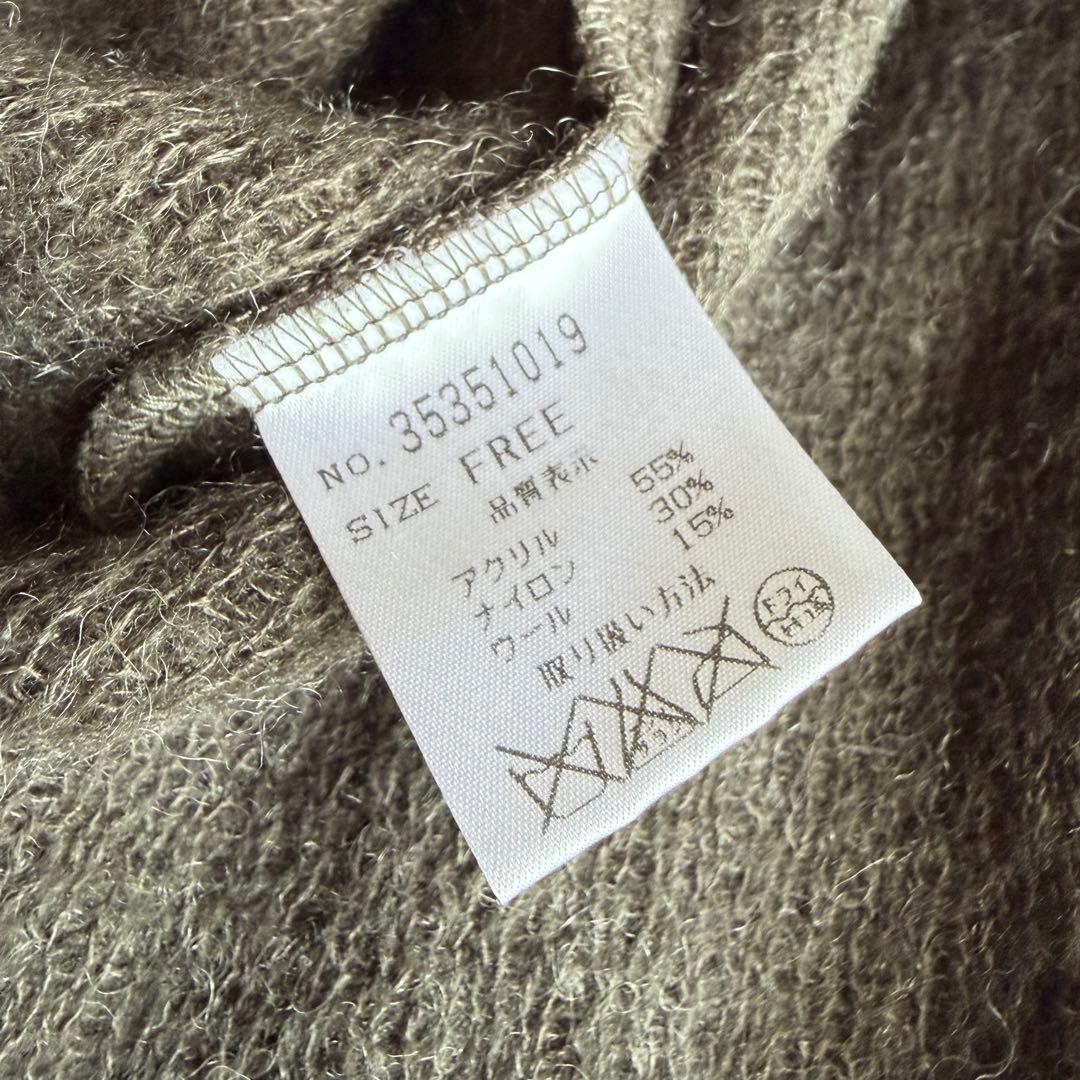 NO. 35351019
SIZE FREE
品質表示
アクリル 55%
ナイロン 30%
ウール 15%
取り扱い方法
ドライ